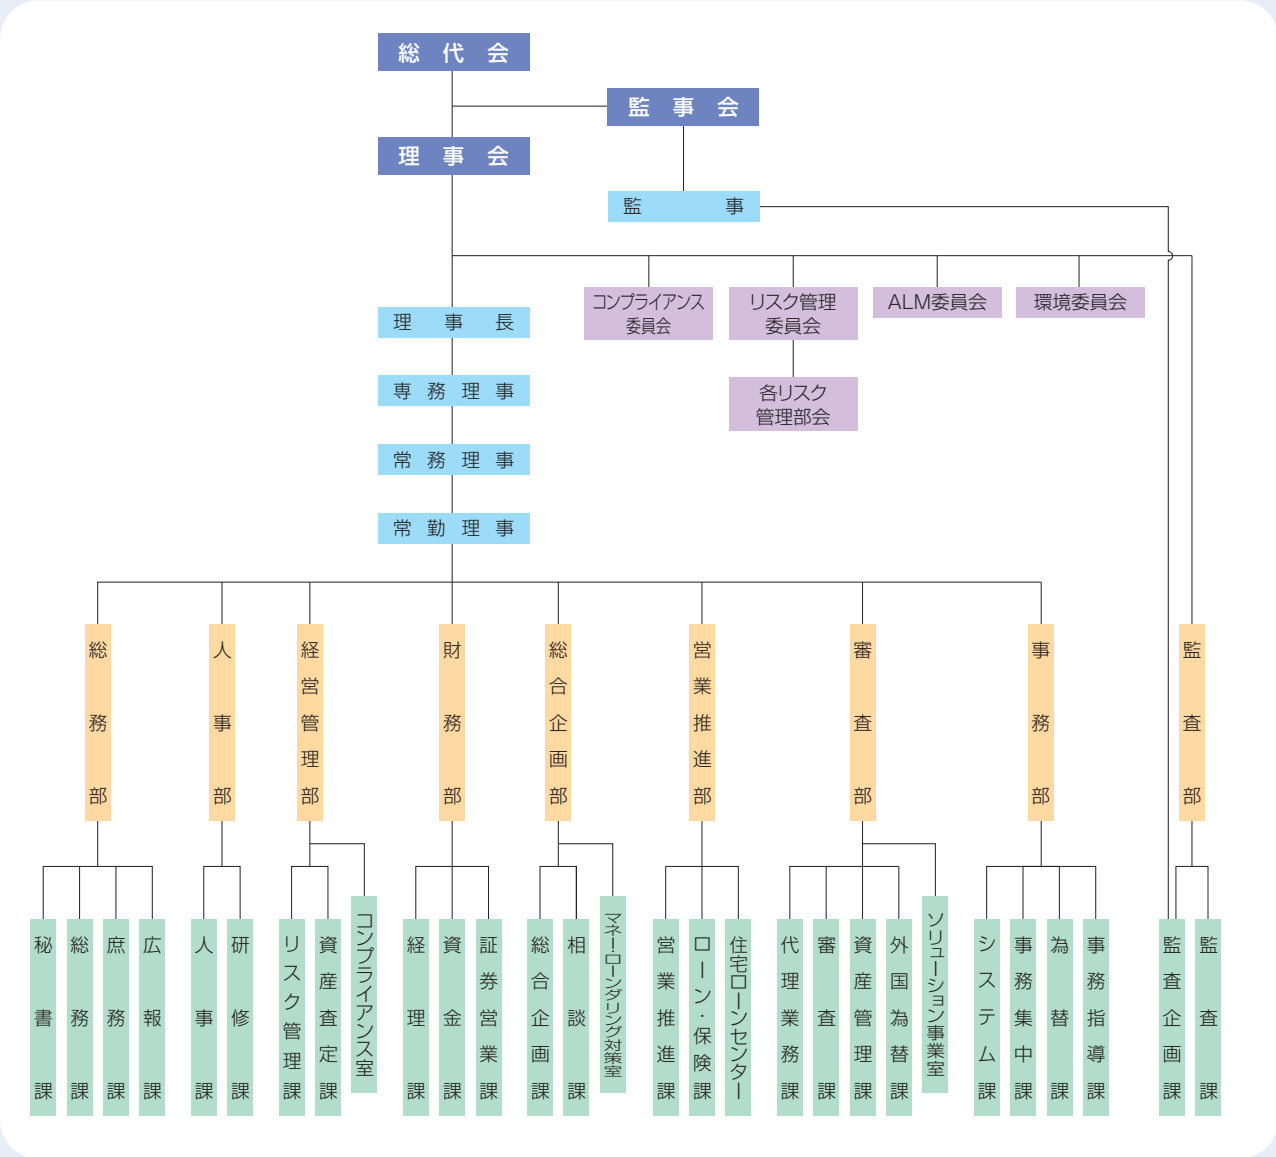 総代会
監事会
理事会
監事
コンプライアンス
委員会
リスク管理
委員会
ALM委員会
環境委員会
理事長
各リスク
管理部会
専務理事
常務理事
常勤理事
総務部
人事部
経営管理部
財務部
総合企画部
営業推進部
審査部
事務部
監査部
秘書課
総務課
庶務課
広報課
人事課
研修課
リスク管理課
資産査定課
コンプライアンス室
経理課
資金課
証券営業課
総合企画課
相談課
マネー・ローンダリング対策室
営業推進課
ローン・保険課
住宅ローンセンター
代理業務課
審査課
資産管理課
外国為替課
ソリューション事業室
システム課
事務集中課
為替課
事務指導課
監査企画課
監査課